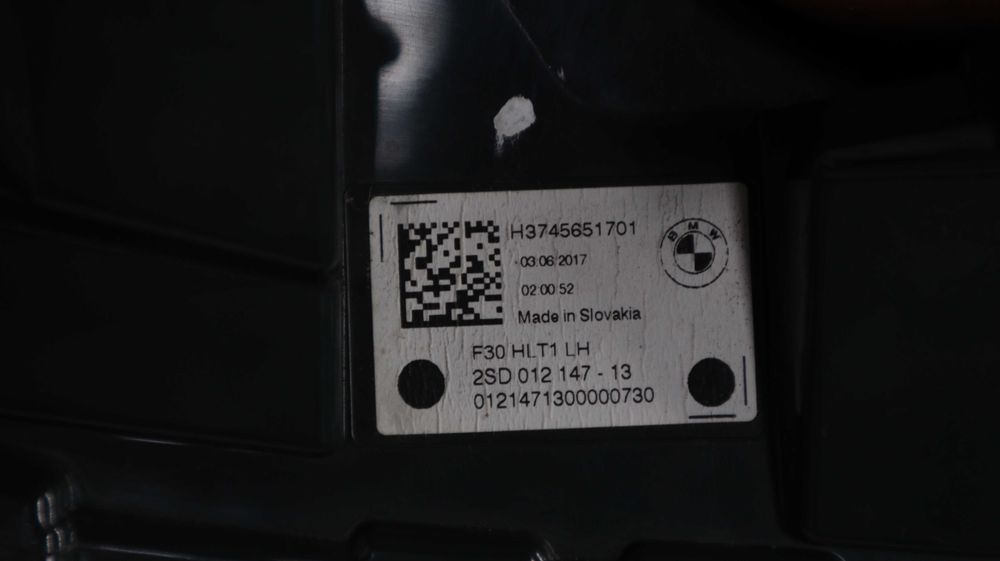 H3745651701
03.06.2017
02:00:52
Made in Slovakia
BMW
F30 HLT1 LH
2SD 012 147 - 13
0121471300000730